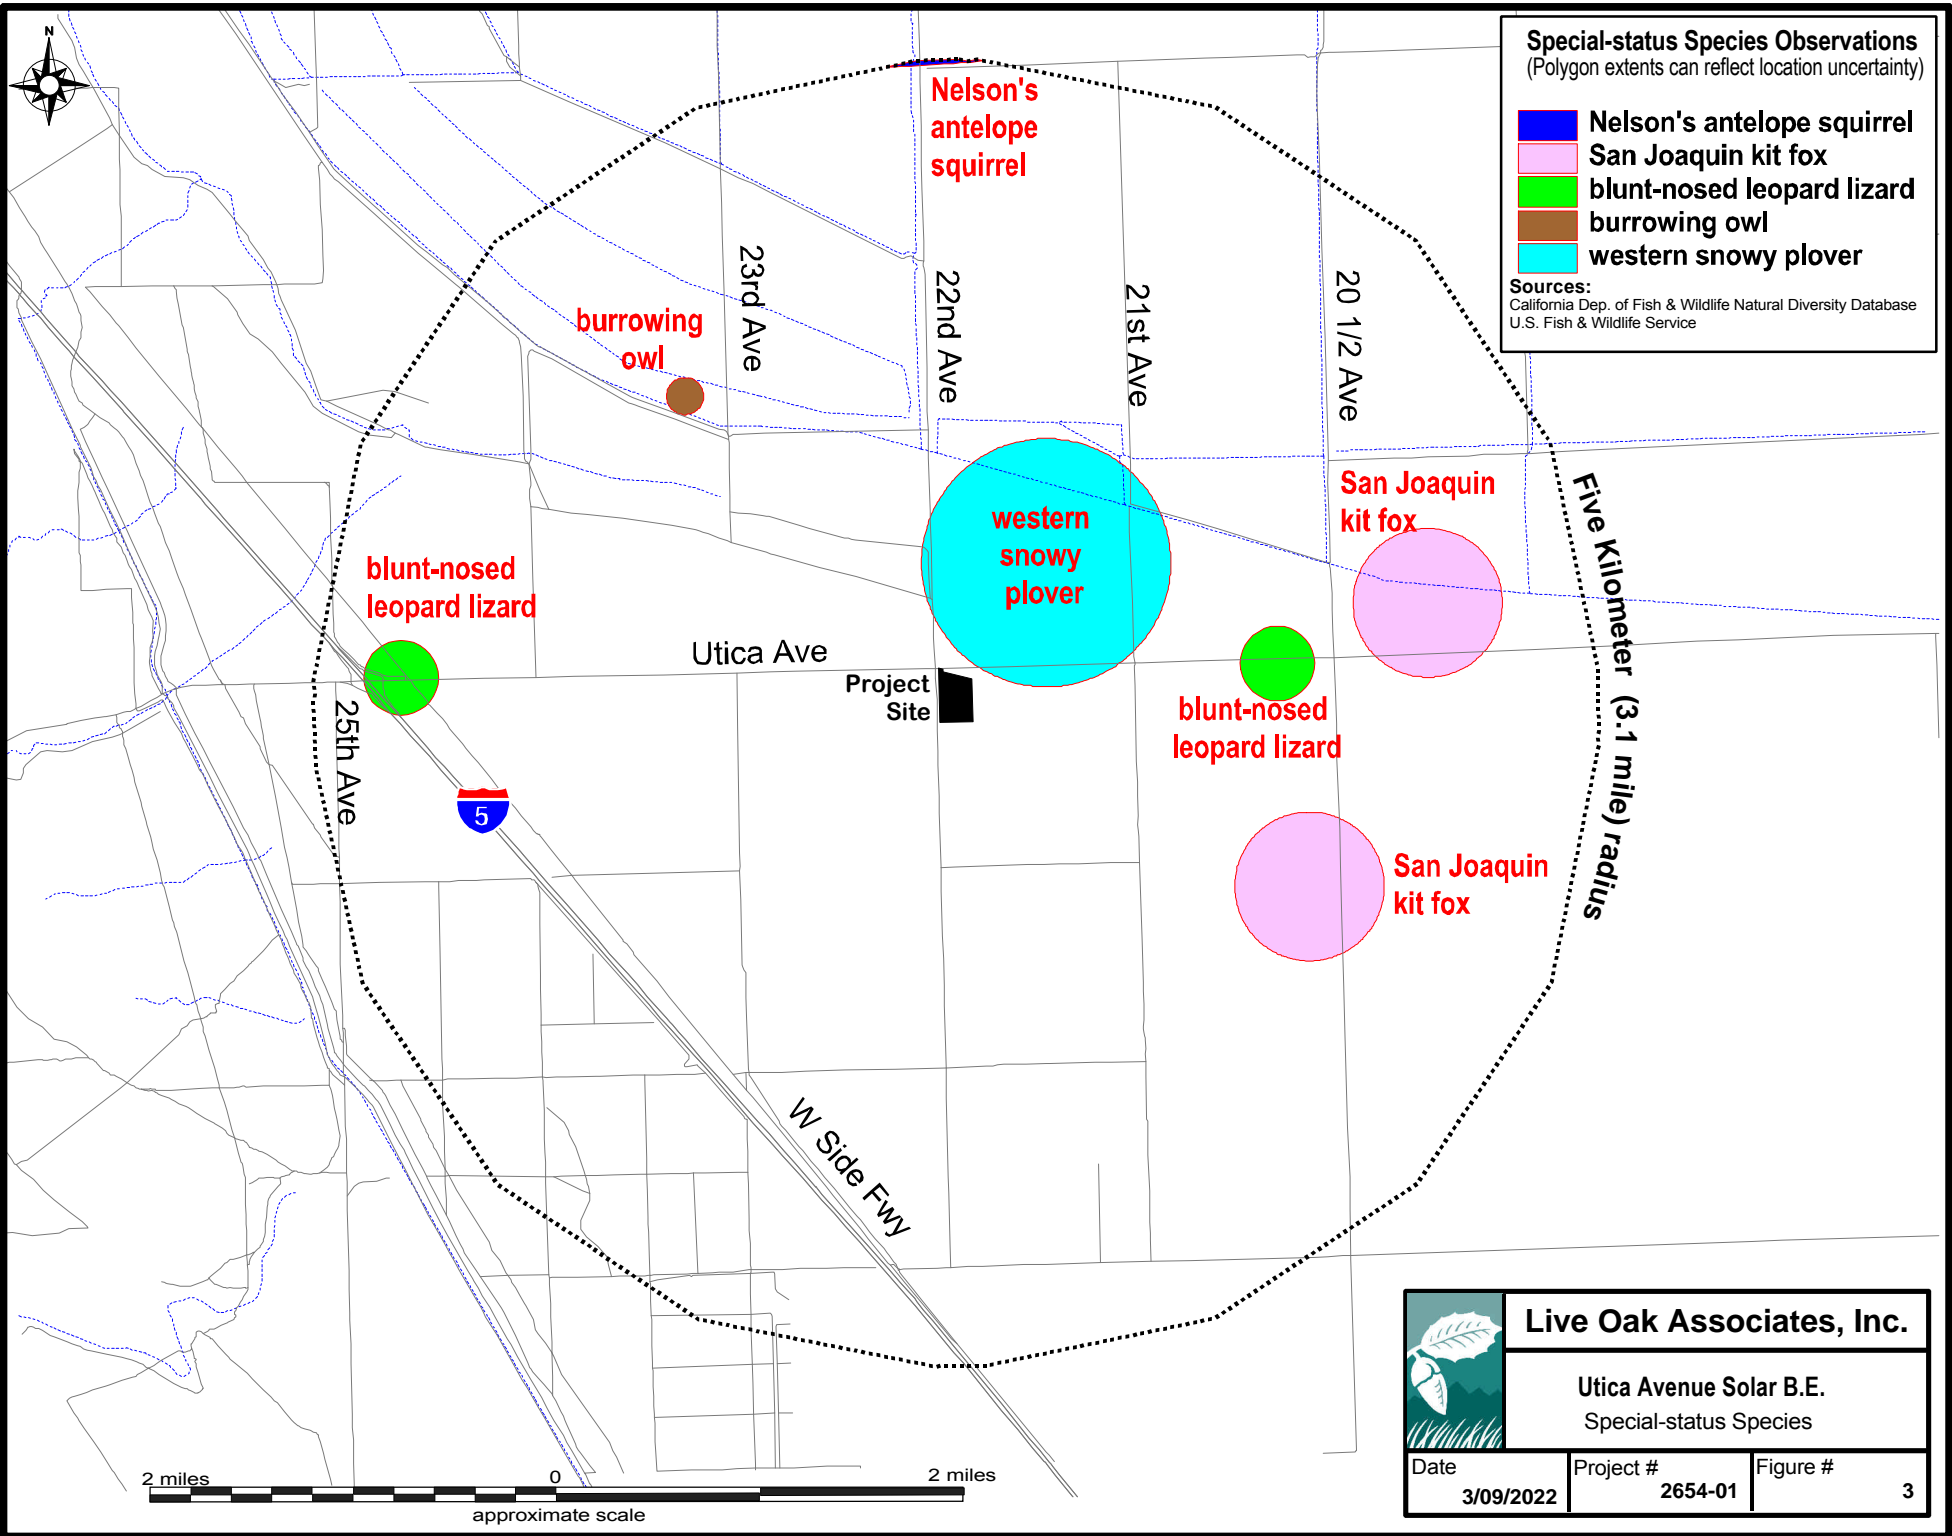 N
Special-status Species Observations
(Polygon extents can reflect location uncertainty)
Nelson's antelope squirrel
San Joaquin kit fox
blunt-nosed leopard lizard
burrowing owl
western snowy plover
Sources:
California Dep. of Fish & Wildlife Natural Diversity Database
U.S. Fish & Wildlife Service
Nelson's
antelope
squirrel
23rd Ave
22nd Ave
21st Ave
20 1/2 Ave
burrowing
owl
San Joaquin
kit fox
western
snowy
plover
blunt-nosed
leopard lizard
Five Kilometer (3.1 mile) radius
Utica Ave
Project
Site
blunt-nosed
leopard lizard
25th Ave
5
San Joaquin
kit fox
W Side Fwy
2 miles
0
2 miles
approximate scale
Live Oak Associates, Inc.
Utica Avenue Solar B.E.
Special-status Species
Date
3/09/2022
Project #
2654-01
Figure #
3